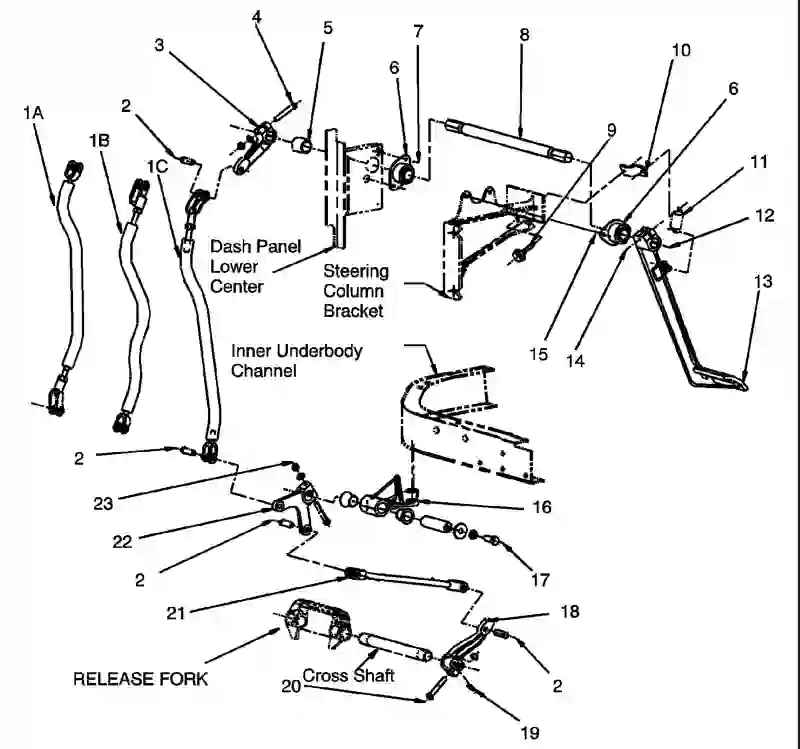 4
3
5
7
8
6
10
6
1A
2
1B
1C
9
11
12
Dash Panel
Lower
Center
Steering
Column
Bracket
13
15
14
Inner Underbody
Channel
2
23
16
22
2
17
21
18
RELEASE FORK
Cross Shaft
20
2
19